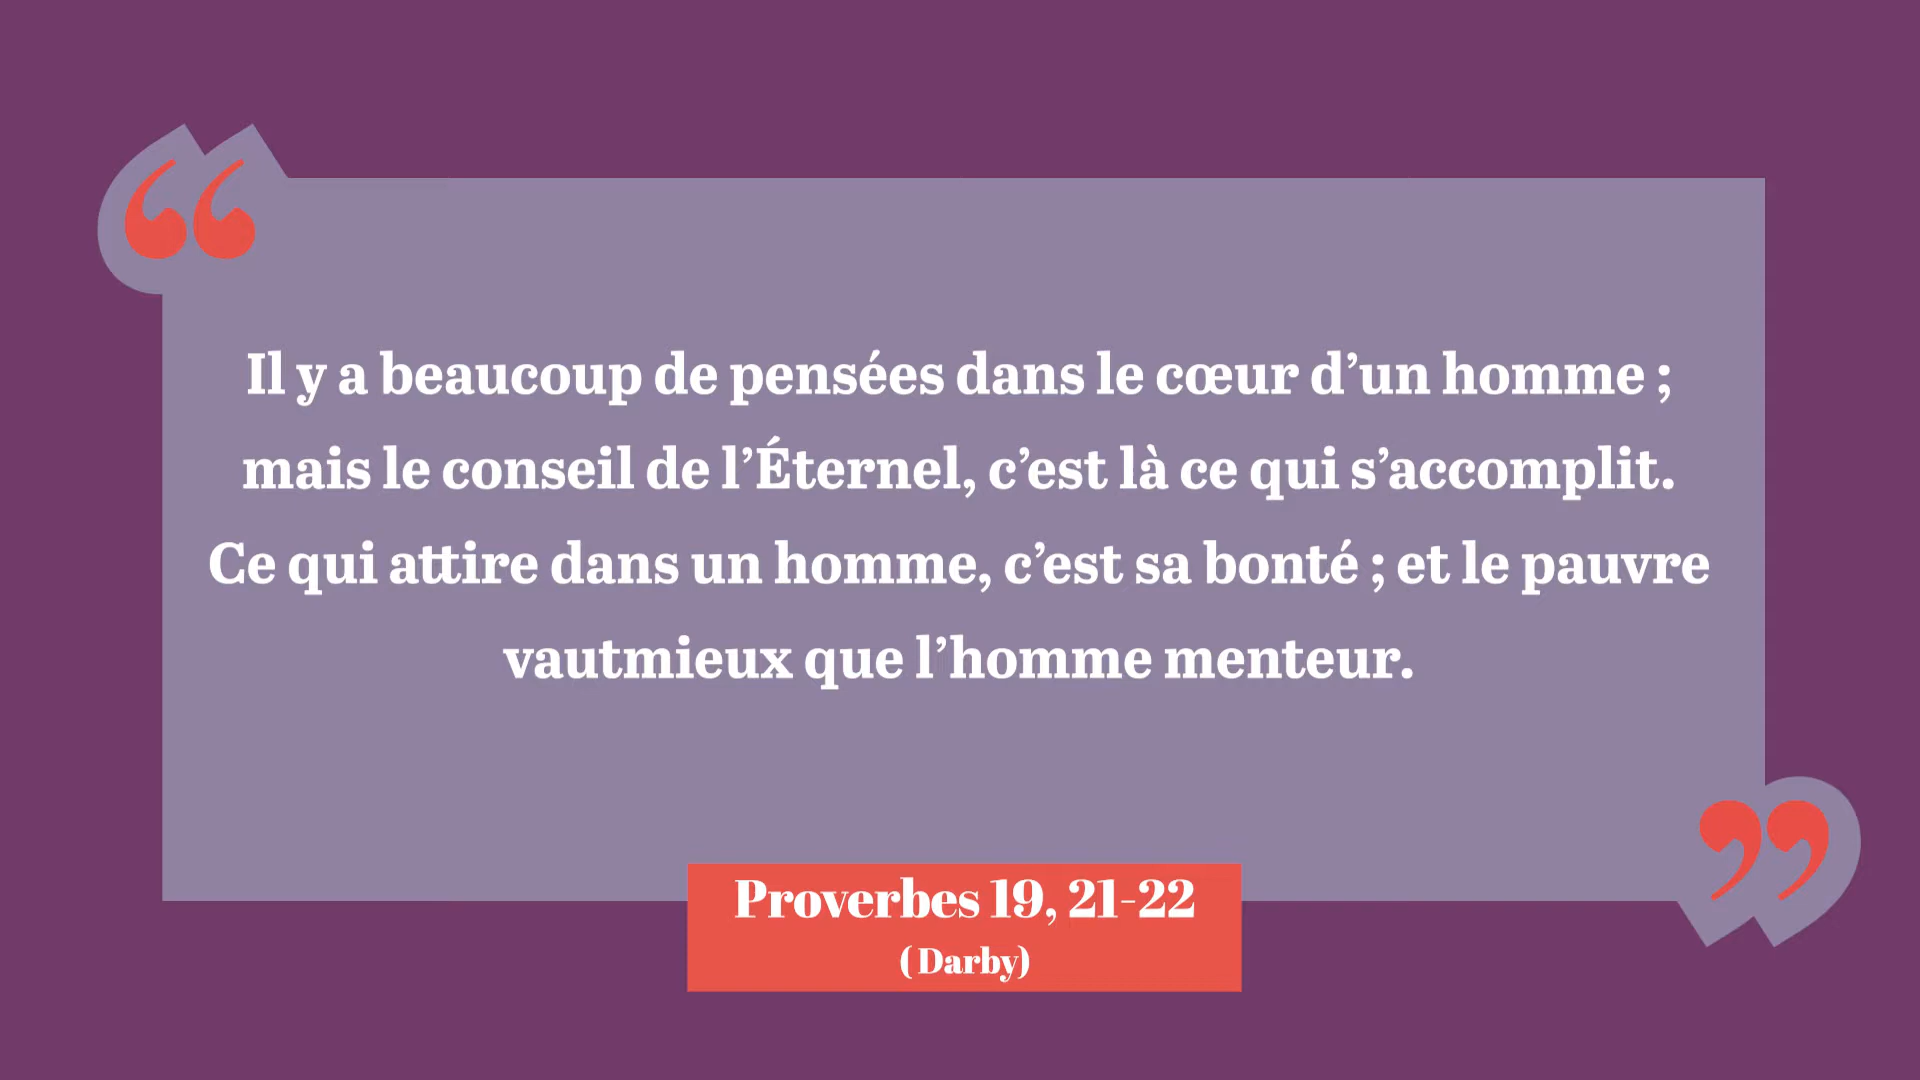 Il y a beaucoup de pensées dans le cœur d’un homme ;
mais le conseil de l’Éternel, c’est là ce qui s’accomplit.
Ce qui attire dans un homme, c’est sa bonté ; et le pauvre
vautmieux que l’homme menteur.
Proverbes 19, 21-22
( Darby)